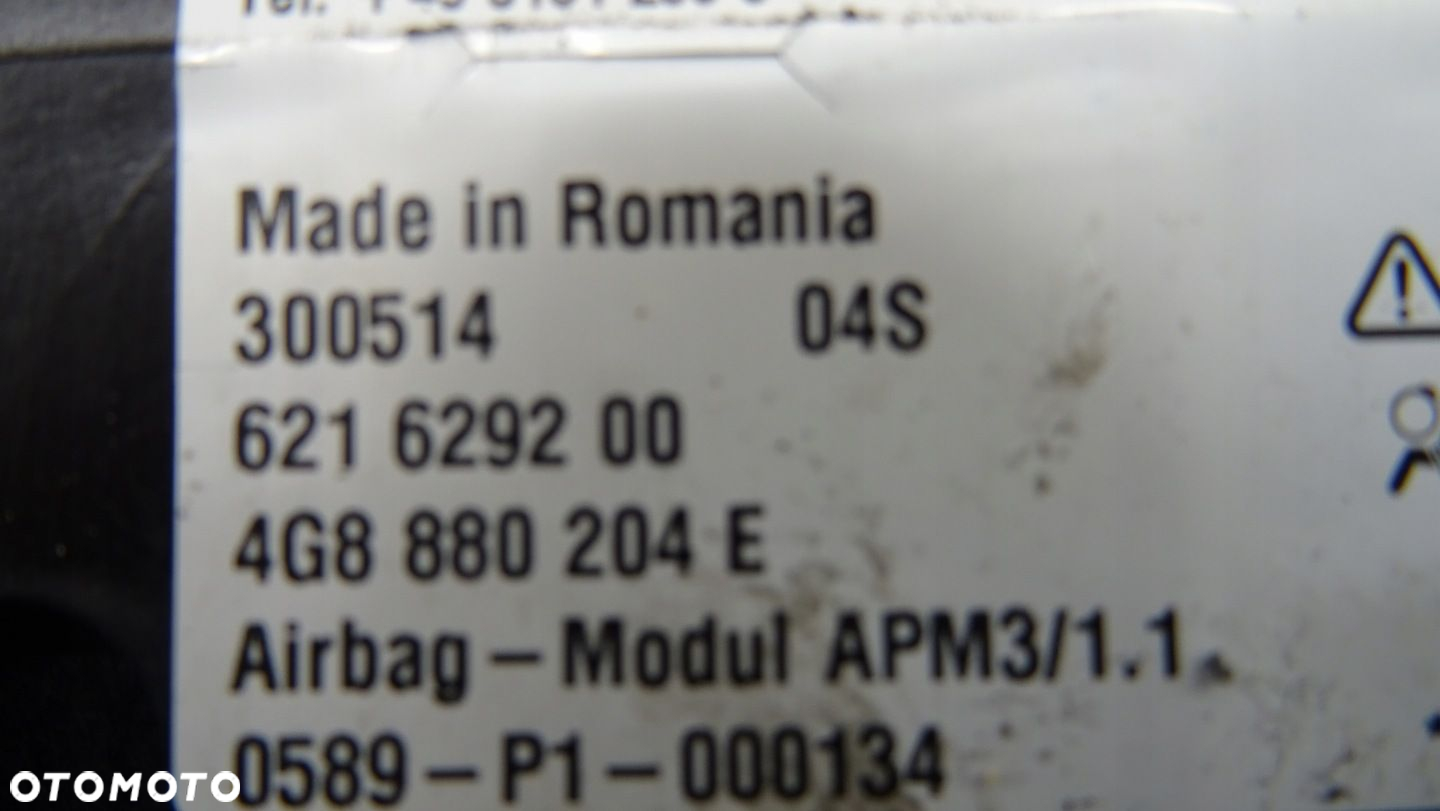 Made in Romania
300514 04S
621 6292 00
4G8 880 204 E
Airbag – Modul APM3/1.1
0589 – P1 – 000134
OTOMOTO